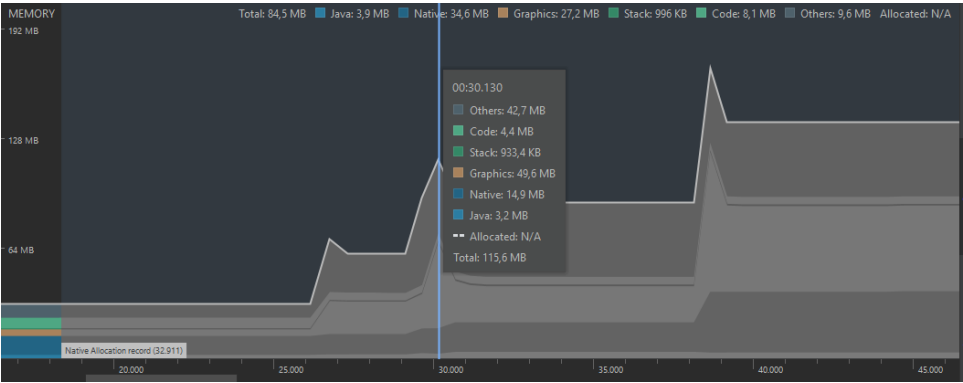 MEMORY Total: 84,5 MB Java: 3,9 MB Native: 34,6 MB Graphics: 27,2 MB Stack: 996 KB Code: 8,1 MB Others: 9,6 MB Allocated: N/A
192 MB
128 MB
64 MB
00:30.130
Others: 42,7 MB
Code: 4,4 MB
Stack: 933,4 KB
Graphics: 49,6 MB
Native: 14,9 MB
Java: 3,2 MB
Allocated: N/A
Total: 115,6 MB
Native Allocation record (32.911)
20.000 25.000 30.000 35.000 40.000 45.000